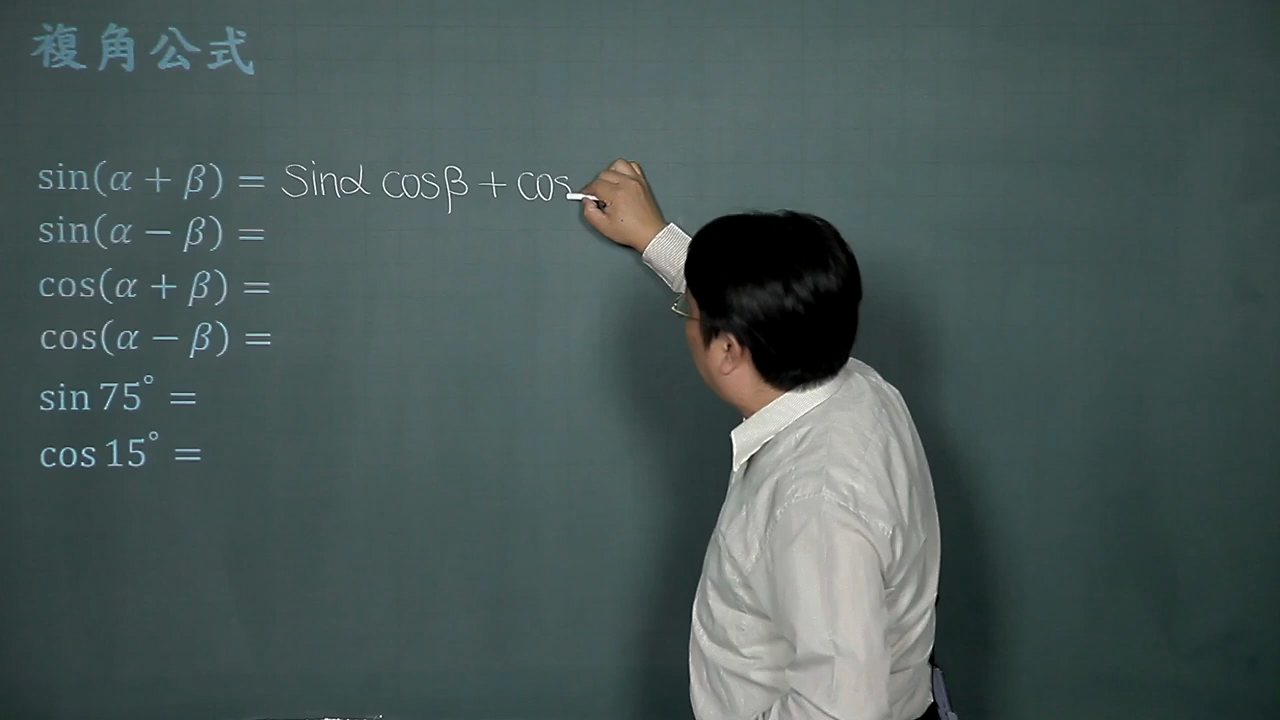 複角公式
sin(α + β) = sinα cosβ + cos
sin(α − β) =
cos(α + β) =
cos(α − β) =
sin 75° =
cos 15° =